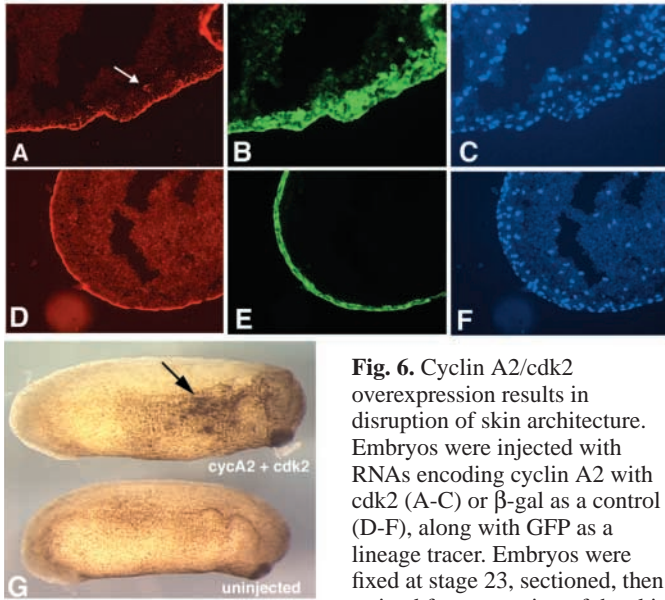 A
B
C
D
E
F
cycA2 + cdk2
G
uninjected
Fig. 6. Cyclin A2/cdk2
overexpression results in
disruption of skin architecture.
Embryos were injected with
RNAs encoding cyclin A2 with
cdk2 (A-C) or β-gal as a control
(D-F), along with GFP as a
lineage tracer. Embryos were
fixed at stage 23, sectioned, then